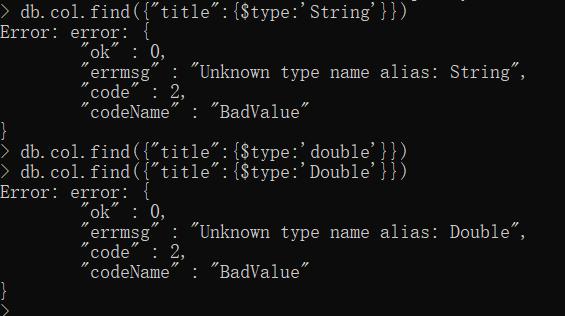 > db.col.find({"title":{$type:'String'}})
Error: error: {
        "ok" : 0,
        "errmsg" : "Unknown type name alias: String",
        "code" : 2,
        "codeName" : "BadValue"
}
> db.col.find({"title":{$type:'double'}})
> db.col.find({"title":{$type:'Double'}})
Error: error: {
        "ok" : 0,
        "errmsg" : "Unknown type name alias: Double",
        "code" : 2,
        "codeName" : "BadValue"
}
>